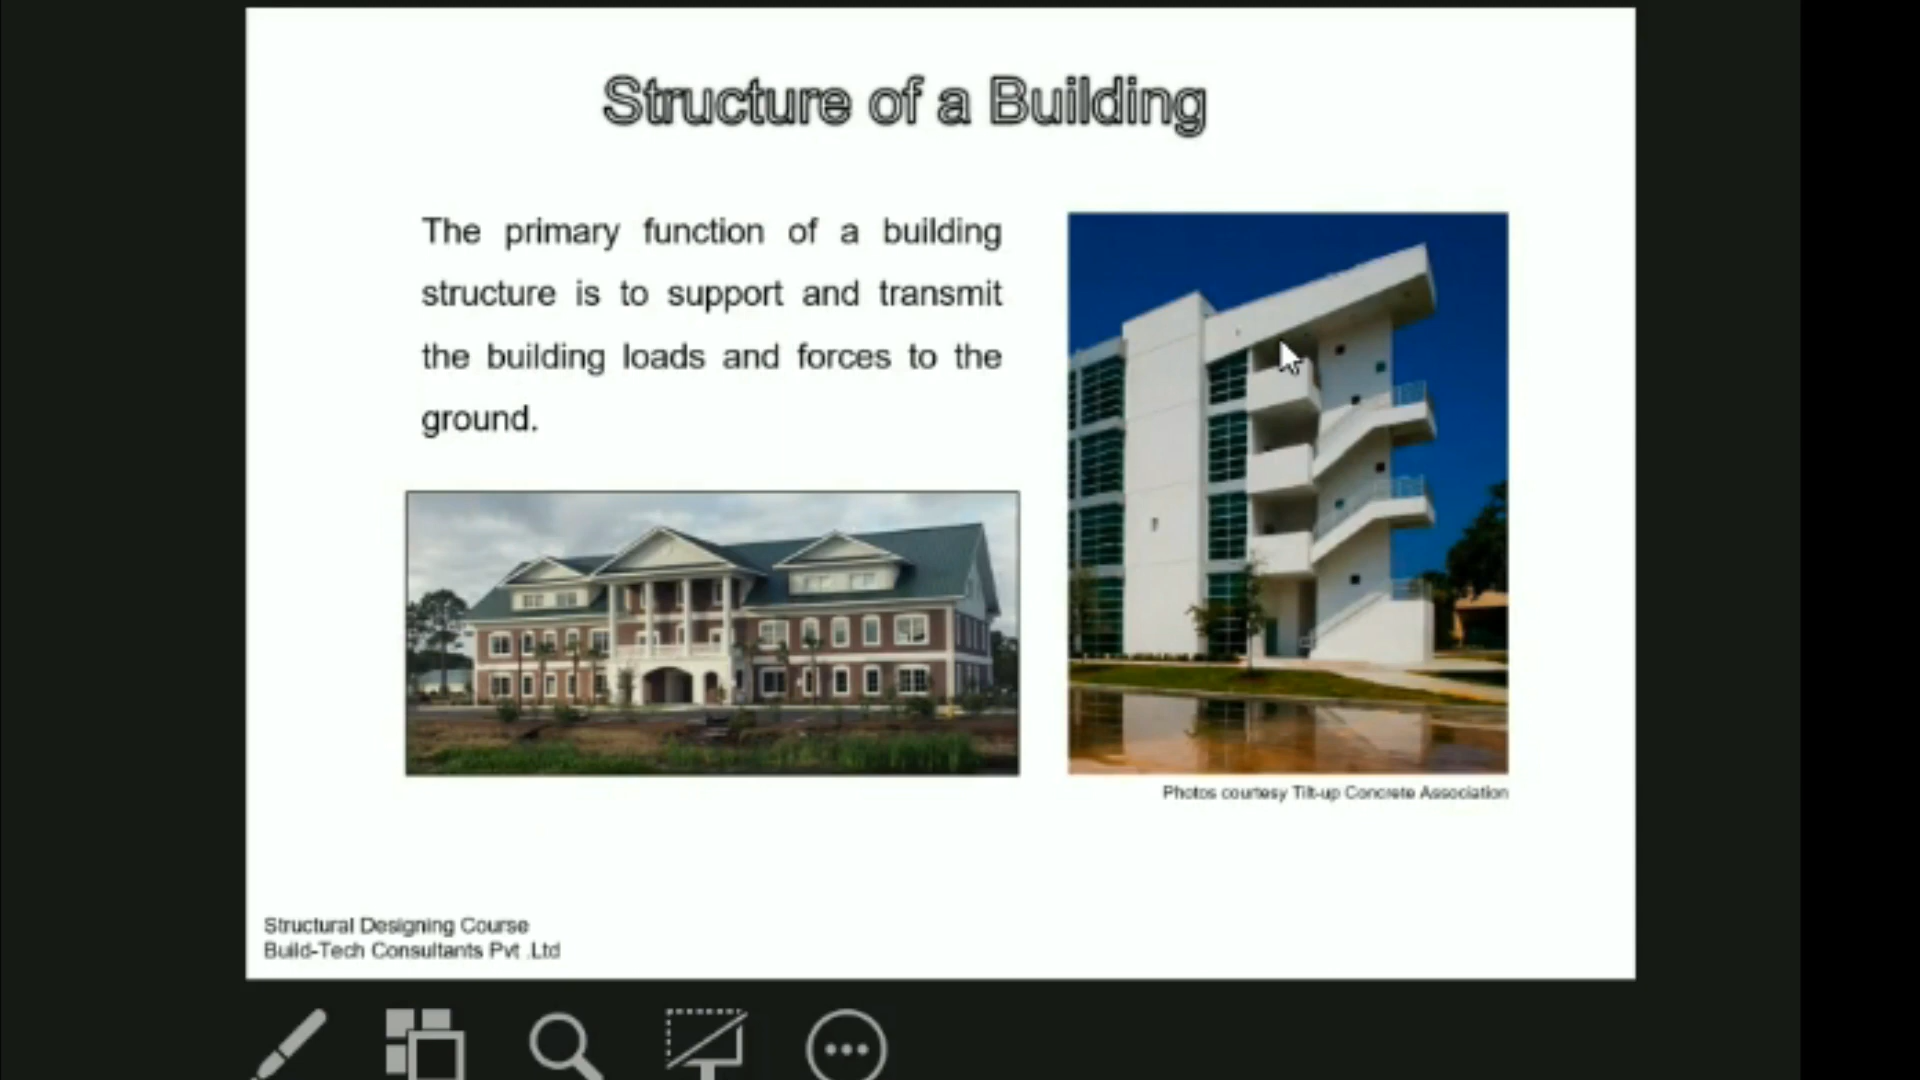 Structure of a Building
The primary function of a building
structure is to support and transmit
the building loads and forces to the
ground.
Photos courtesy Tilt-up Concrete Association
Structural Designing Course
Build-Tech Consultants Pvt .Ltd